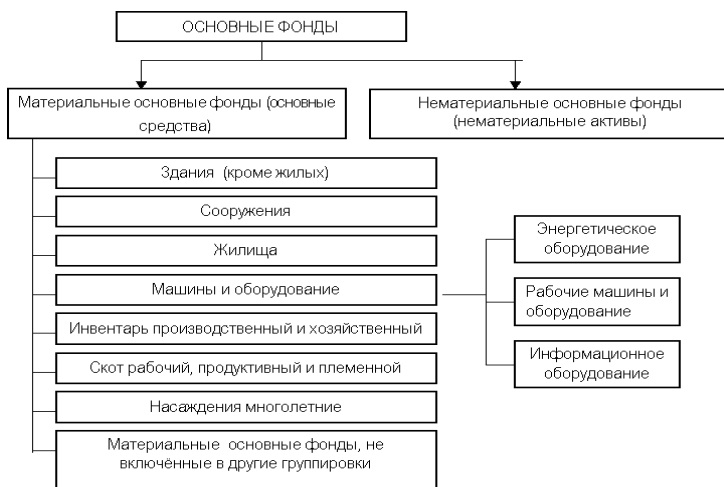 ОСНОВНЫЕ ФОНДЫ
Материальные основные фонды (основные
средства)
Нематериальные основные фонды
(нематериальные активы)
Здания (кроме жилых)
Сооружения
Жилища
Машины и оборудование
Инвентарь производственный и хозяйственный
Скот рабочий, продуктивный и племенной
Насаждения многолетние
Материальные основные фонды, не
включённые в другие группировки
Энергетическое
оборудование
Рабочие машины и
оборудование
Информационное
оборудование